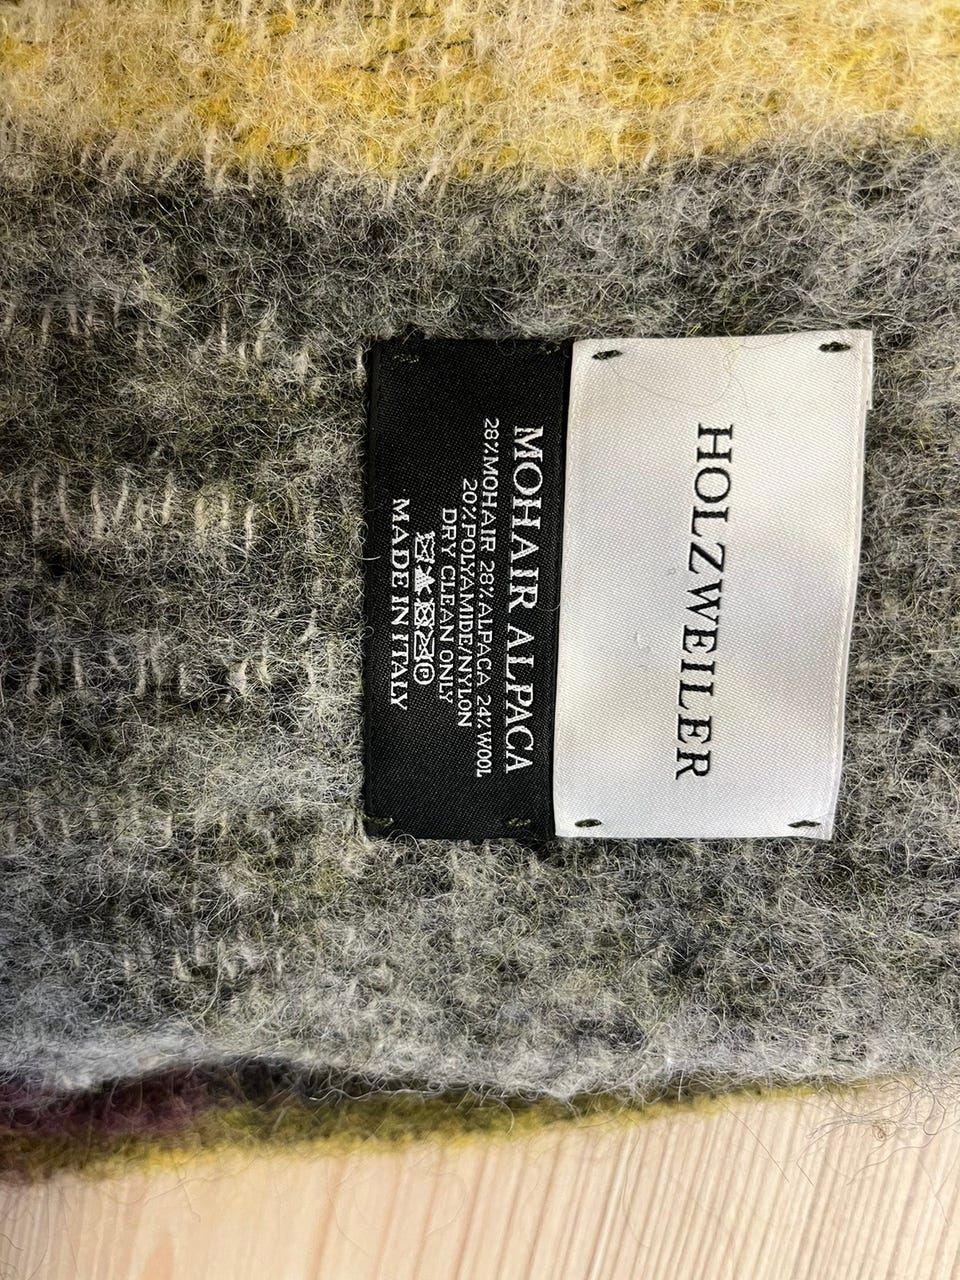 HOLZWEILER
MOHAIR ALPACA
28%MOHAIR 28%ALPACA 24%WOOL
20%POLYAMIDE/NYLON
DRY CLEAN ONLY
MADE IN ITALY